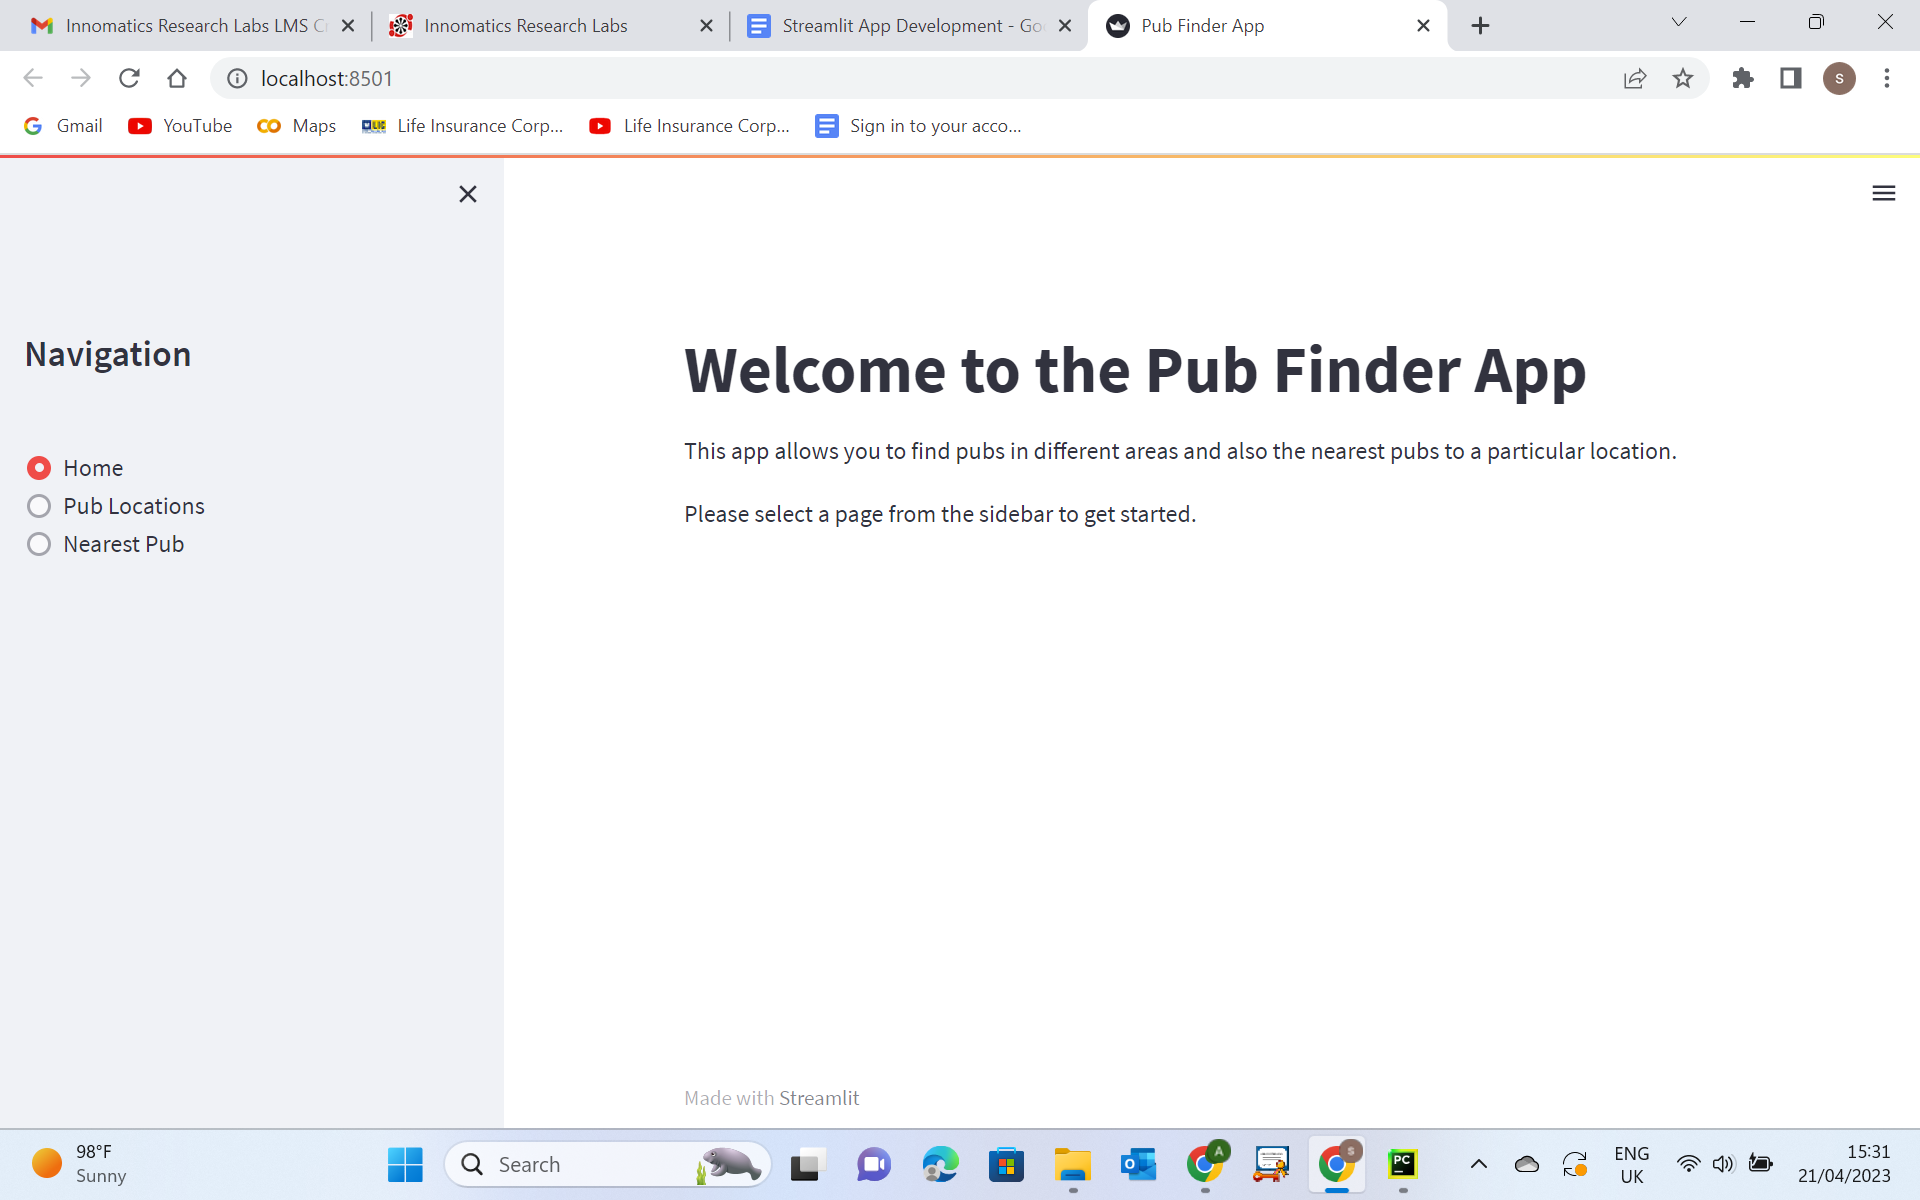 Innomatics Research Labs LMS C
Innomatics Research Labs
Streamlit App Development - Goo
Pub Finder App
localhost:8501
S
Gmail
YouTube
Maps
Life Insurance Corp...
Life Insurance Corp...
Sign in to your acco...
Navigation
Home
Pub Locations
Nearest Pub
Welcome to the Pub Finder App
This app allows you to find pubs in different areas and also the nearest pubs to a particular location.
Please select a page from the sidebar to get started.
Made with Streamlit
98°F
Sunny
Search
A
S
PC
ENG
UK
15:31
21/04/2023